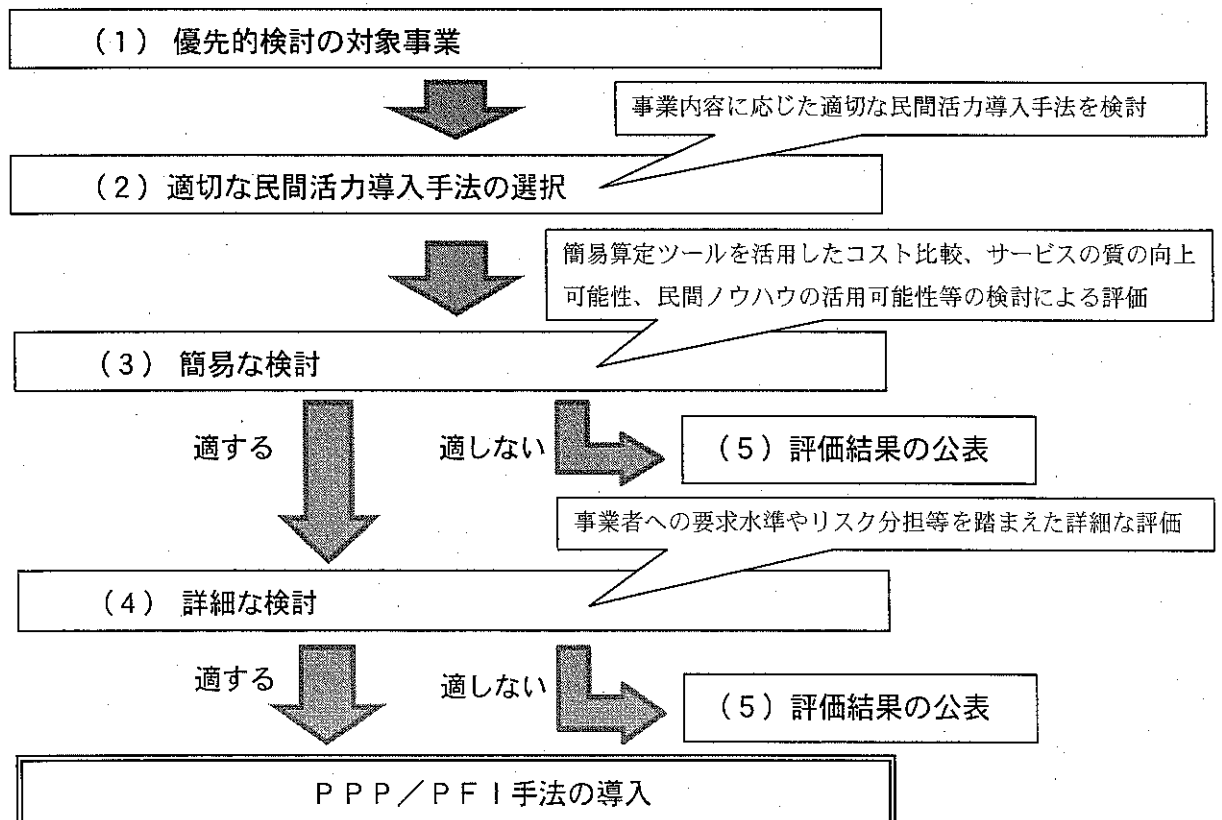 (1) 優先的検討の対象事業
事業内容に応じた適切な民間活力導入手法を検討
(2)適切な民間活力導入手法の選択
簡易算定ツールを活用したコスト比較、サービスの質の向上
可能性、民間ノウハウの活用可能性等の検討による評価
(3) 簡易な検討
適する
適しない
(5)評価結果の公表
事業者への要求水準やリスク分担等を踏まえた詳細な評価
(4) 詳細な検討
適する
適しない
(5)評価結果の公表
PPP/PFI手法の導入